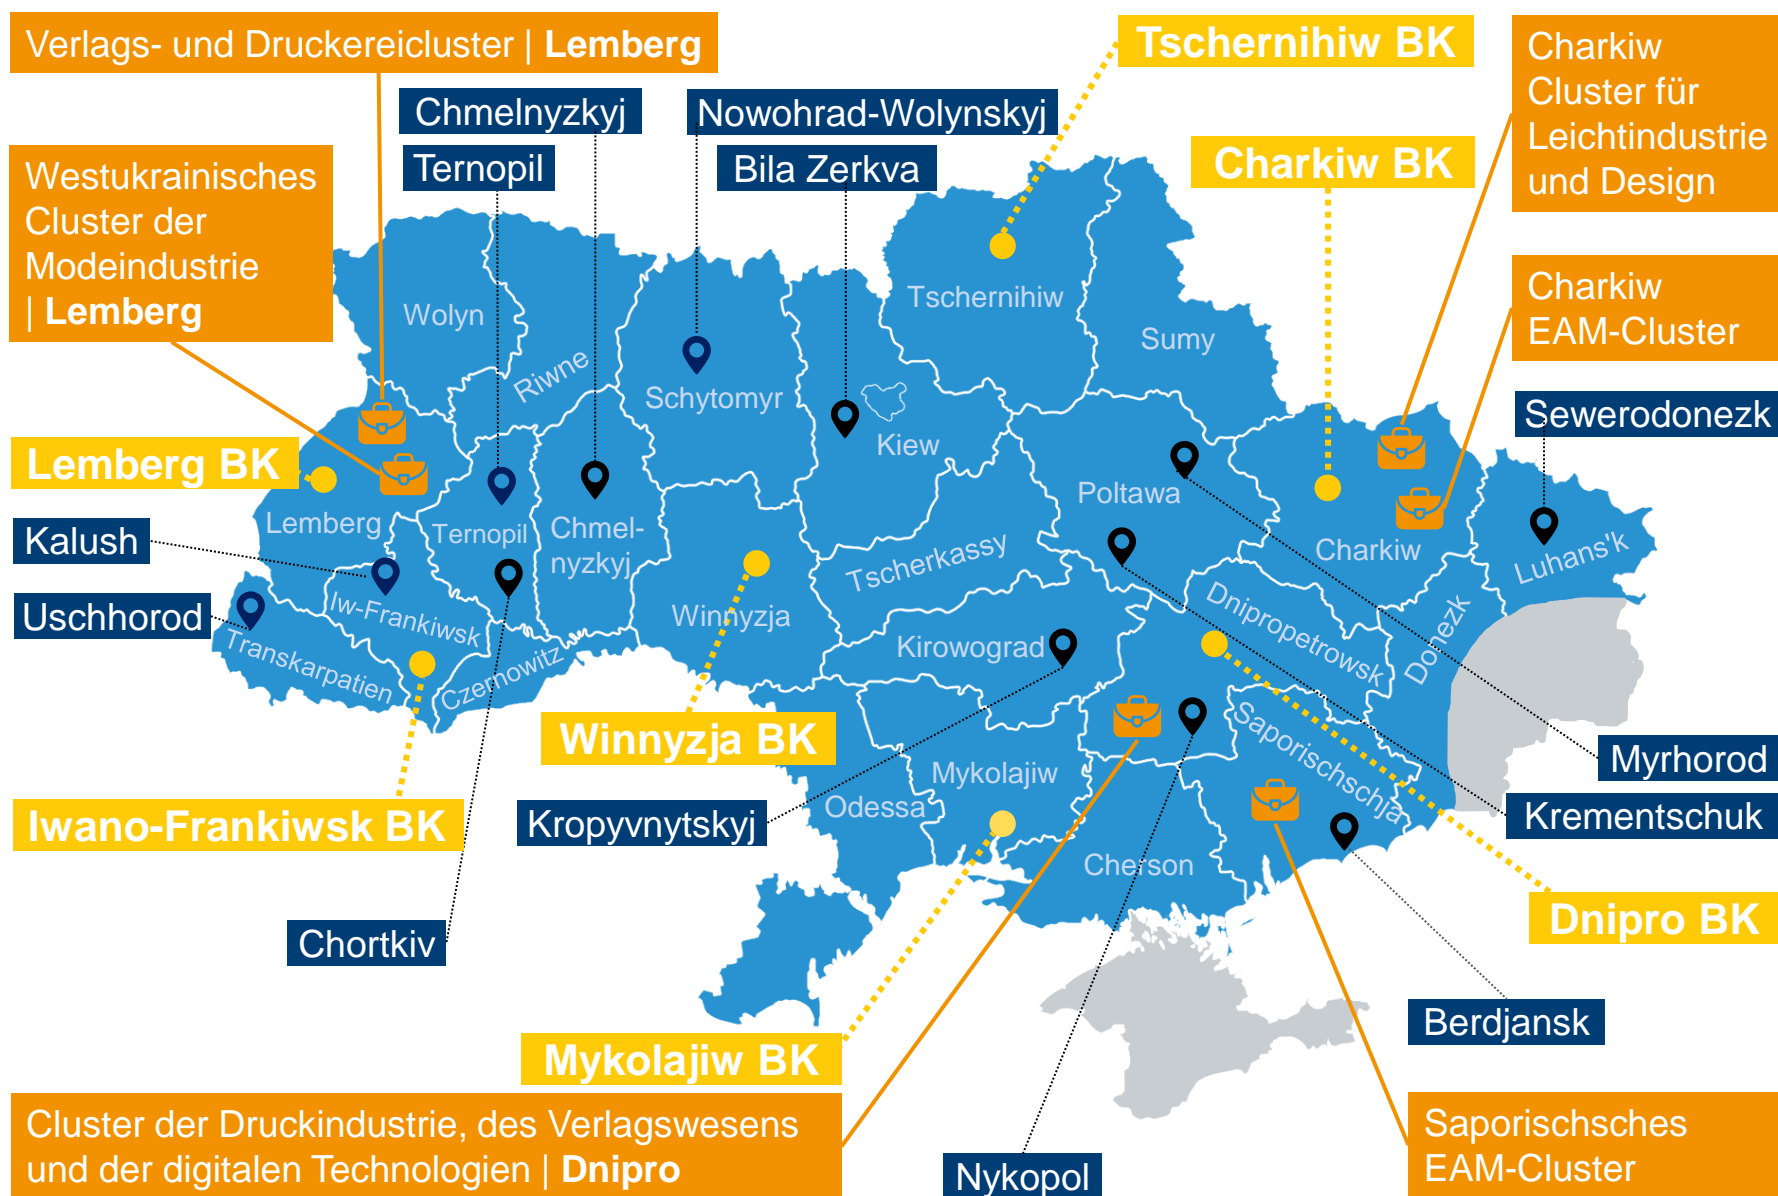 Verlags- und Druckereicluster | Lemberg
Tschernihiw BK
Charkiw
Cluster für
Leichtindustrie
und Design
Chmelnyzkyj
Nowohrad-Wolynskyj
Ternopil
Bila Zerkva
Charkiw BK
Westukrainisches
Cluster der
Modeindustrie
| Lemberg
Charkiw
EAM-Cluster
Sewerodonezk
Lemberg BK
Kalush
Uschhorod
Wolyn
Riwne
Schytomyr
Kiew
Tschernihiw
Sumy
Lemberg
Ternopil
Chmel-
nyzkyj
Poltawa
Charkiw
Luhans'k
Iw-Frankiwsk
Transkarpatien
Czernowitz
Winnyzja
Tscherkassy
Kirowograd
Dnipropetrowsk
Donezk
Saporischschja
Mykolajiw
Odessa
Cherson
Winnyzja BK
Iwano-Frankiwsk BK
Kropyvnytskyj
Myrhorod
Krementschuk
Chortkiv
Dnipro BK
Berdjansk
Mykolajiw BK
Cluster der Druckindustrie, des Verlagswesens
und der digitalen Technologien | Dnipro
Nykopol
Saporischsches
EAM-Cluster